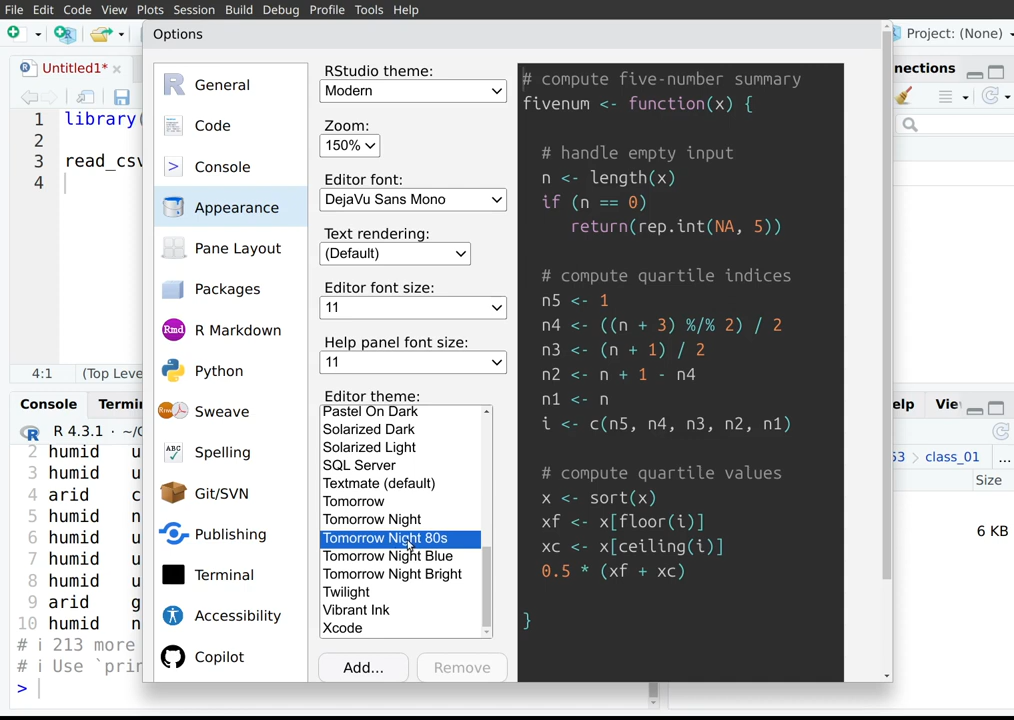 File Edit Code View Plots Session Build Debug Profile Tools Help
Options
Project: (None)
Untitled1*
1 library(
2
3 read_csv
4
4:1 (Top Leve
Console Termin
R 4.3.1 · ~/C
2 humid u
3 humid u
4 arid c
5 humid n
6 humid u
7 humid u
8 humid u
9 arid g
10 humid n
# i 213 more
# i Use `prin
>
General
Code
Console
Appearance
Pane Layout
Packages
Rmd R Markdown
Python
Sweave
ABC Spelling
Git/SVN
Publishing
Terminal
Accessibility
Copilot
RStudio theme:
Modern
Zoom:
150%
Editor font:
DejaVu Sans Mono
Text rendering:
(Default)
Editor font size:
11
Help panel font size:
11
Editor theme:
Pastel On Dark
Solarized Dark
Solarized Light
SQL Server
Textmate (default)
Tomorrow
Tomorrow Night
Tomorrow Night 80s
Tomorrow Night Blue
Tomorrow Night Bright
Twilight
Vibrant Ink
Xcode
Add... Remove
# compute five-number summary
fivenum <- function(x) {
# handle empty input
n <- length(x)
if (n == 0)
return(rep.int(NA, 5))
# compute quartile indices
n5 <- 1
n4 <- ((n + 3) %/% 2) / 2
n3 <- (n + 1) / 2
n2 <- n + 1 - n4
n1 <- n
i <- c(n5, n4, n3, n2, n1)
# compute quartile values
x <- sort(x)
xf <- x[floor(i)]
xc <- x[ceiling(i)]
0.5 * (xf + xc)
}
nections
elp Vie
53 > class_01 ...
Size
6 KB